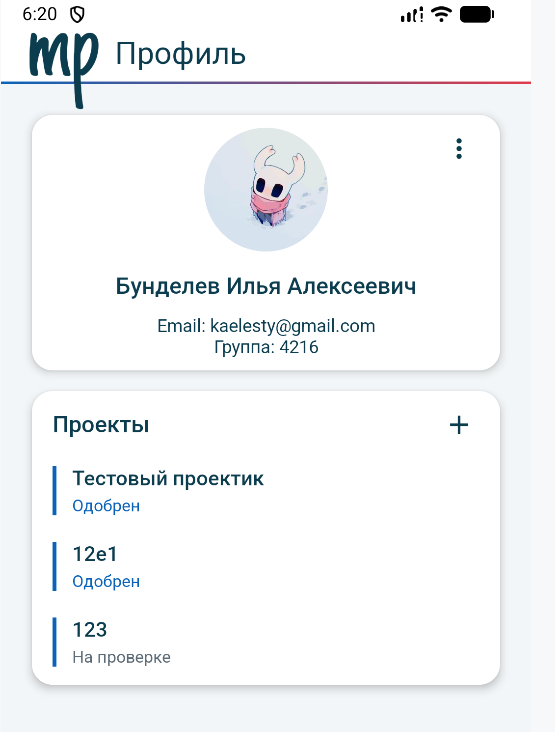 6:20
mp Профиль
Бунделев Илья Алексеевич
Email: kaelesty@gmail.com
Группа: 4216
Проекты
+
Тестовый проектик
Одобрен
12e1
Одобрен
123
На проверке